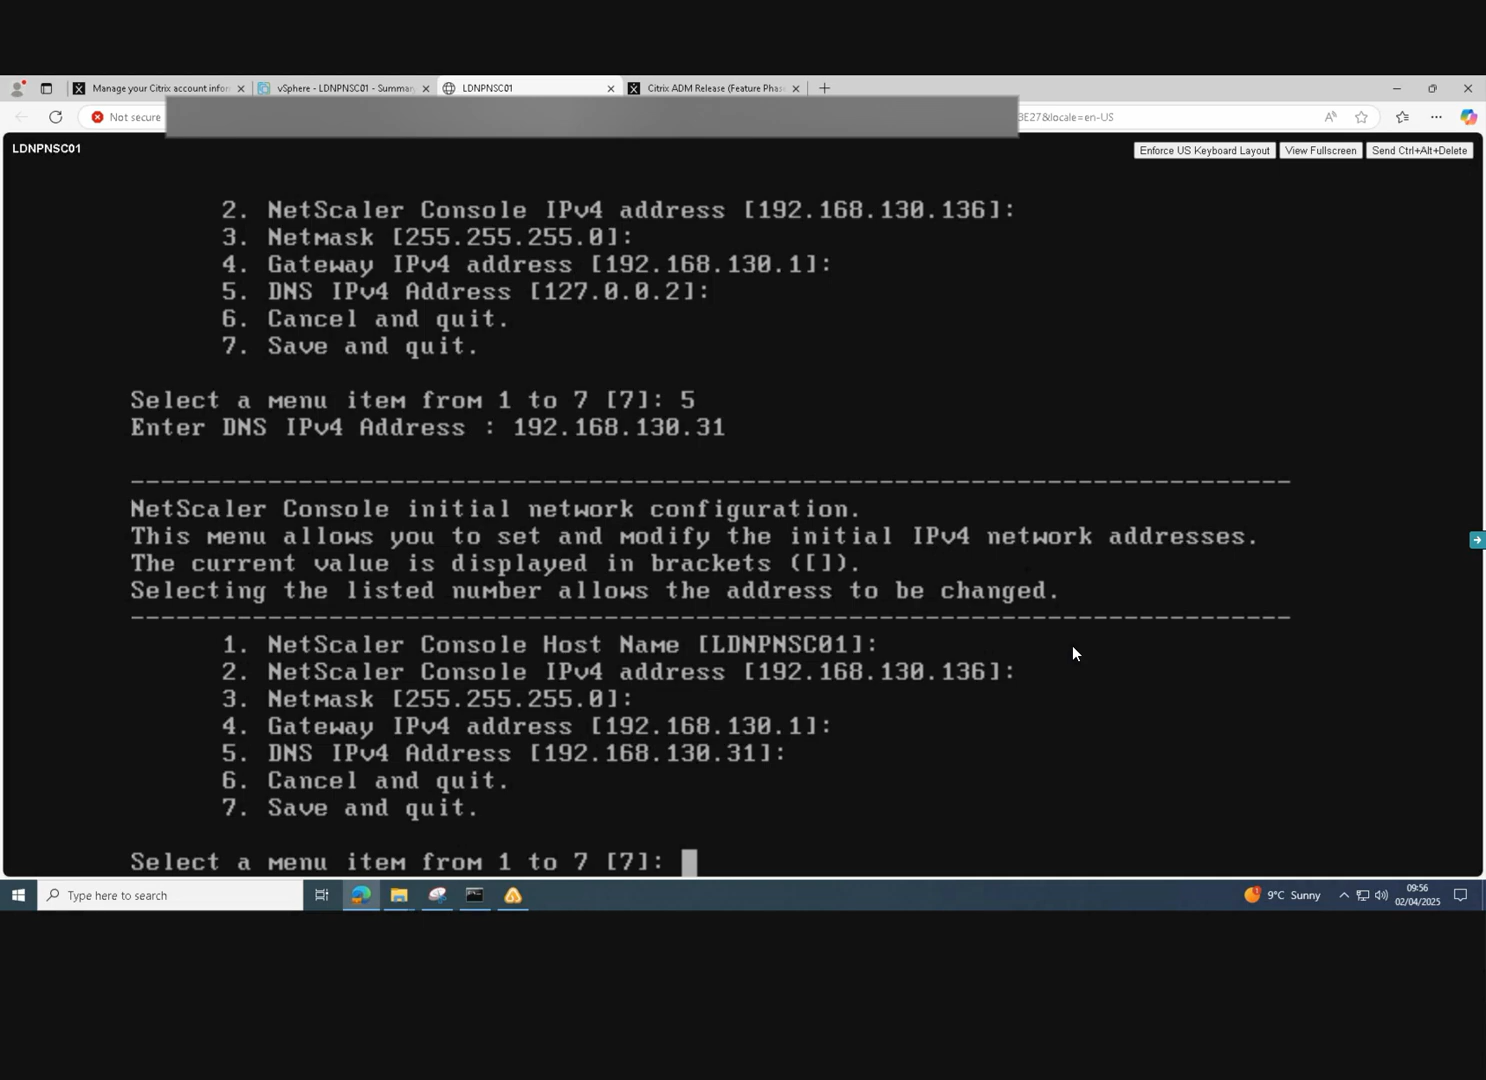 Manage your Citrix account infor
vSphere - LDNPNSC01 - Summar
LDNPNSC01
Citrix ADM Release (Feature Phas
Not secure
3E27&locale=en-US
LDNPNSC01
Enforce US Keyboard Layout
View Fullscreen
Send Ctrl+Alt+Delete
2. NetScaler Console IPv4 address [192.168.130.136]:
3. Netmask [255.255.255.0]:
4. Gateway IPv4 address [192.168.130.1]:
5. DNS IPv4 Address [127.0.0.2]:
6. Cancel and quit.
7. Save and quit.
Select a menu item from 1 to 7 [7]: 5
Enter DNS IPv4 Address : 192.168.130.31
----------------------------------------------------------------------------
NetScaler Console initial network configuration.
This menu allows you to set and modify the initial IPv4 network addresses.
The current value is displayed in brackets ([]).
Selecting the listed number allows the address to be changed.
----------------------------------------------------------------------------
1. NetScaler Console Host Name [LDNPNSC01]:
2. NetScaler Console IPv4 address [192.168.130.136]:
3. Netmask [255.255.255.0]:
4. Gateway IPv4 address [192.168.130.1]:
5. DNS IPv4 Address [192.168.130.31]:
6. Cancel and quit.
7. Save and quit.
Select a menu item from 1 to 7 [7]:
Type here to search
9°C Sunny
09:56
02/04/2025